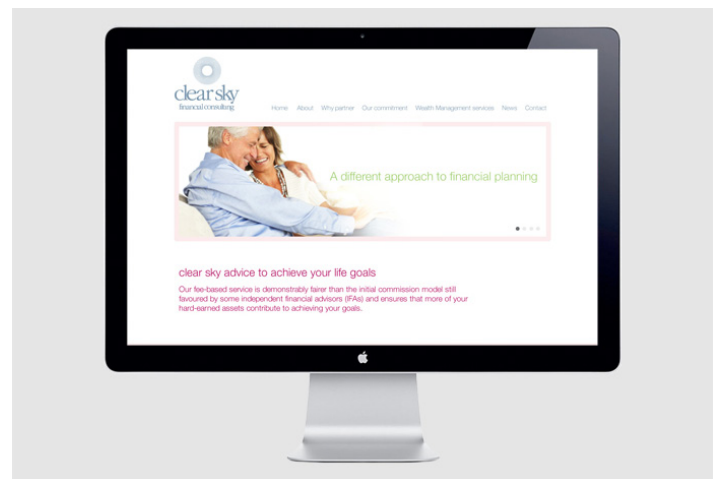 clear sky
financial consulting
Home About Why partner Our commitment Wealth Management services News Contact
A different approach to financial planning
clear sky advice to achieve your life goals
Our fee-based service is demonstrably fairer than the initial commission model still
favoured by some independent financial advisors (IFAs) and ensures that more of your
hard-earned assets contribute to achieving your goals.